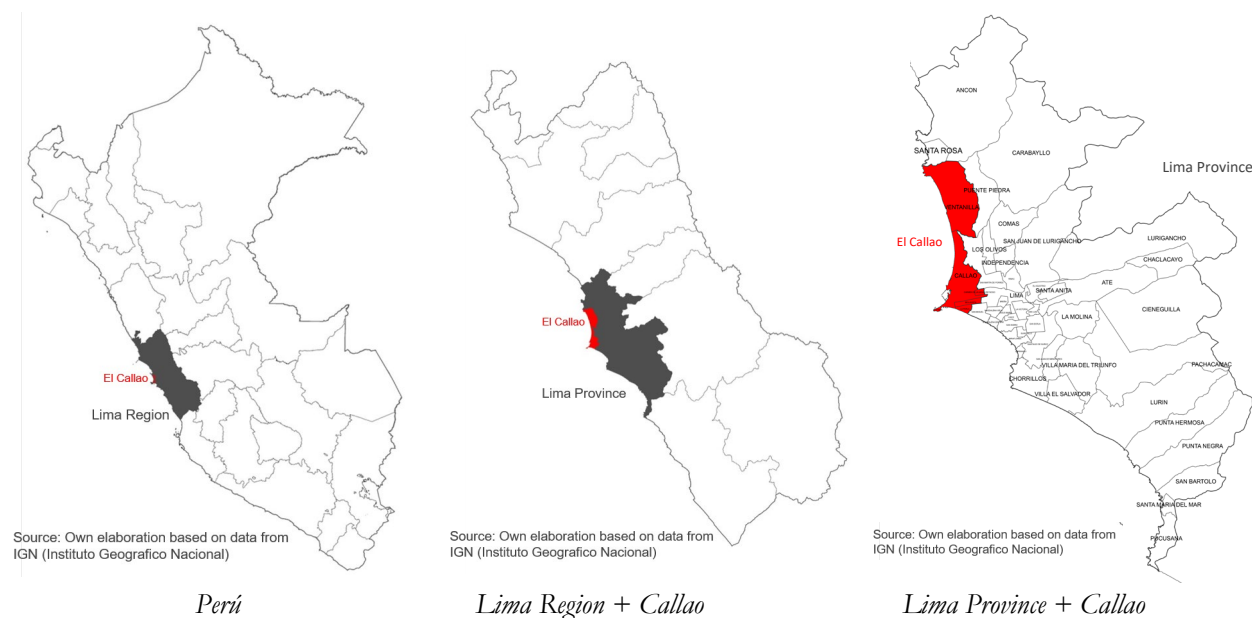 El Callao
Lima Region
Source: Own elaboration based on data from
IGN (Instituto Geografico Nacional)
Perú
El Callao
Lima Province
Source: Own elaboration based on data from
IGN (Instituto Geografico Nacional)
Lima Region + Callao
ANCON
SANTA ROSA
CARABAYLLO
Lima Province
PUENTE PIEDRA
VENTANILLA
COMAS
El Callao
SAN JUAN DE LURIGANCHO
LURIGANCHO
LOS OLIVOS
INDEPENDENCIA
CHACLACAYO
CALLAO
ATE
SANTA ANITA
LIMA
CIENEGUILLA
LA MOLINA
VILLA MARIA DEL TRIUNFO
PACHACAMAC
CHORRILLOS
VILLA EL SALVADOR
LURIN
PUNTA HERMOSA
PUNTA NEGRA
SAN BARTOLO
SANTA MARIA DEL MAR
PUCUSANA
Source: Own elaboration based on data from
IGN (Instituto Geografico Nacional)
Lima Province + Callao